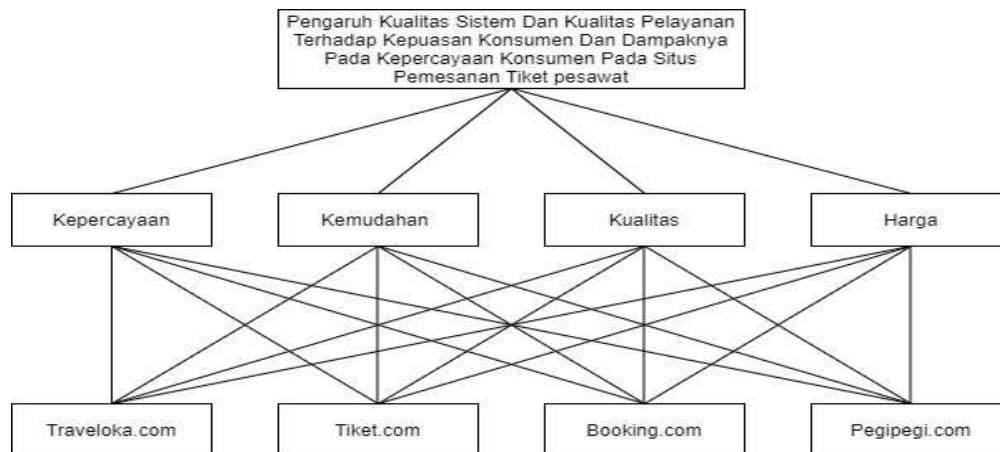 Pengaruh Kualitas Sistem Dan Kualitas Pelayanan
Terhadap Kepuasan Konsumen Dan Dampaknya
Pada Kepercayaan Konsumen Pada Situs
Pemesanan Tiket pesawat
Kepercayaan
Kemudahan
Kualitas
Harga
Traveloka.com
Tiket.com
Booking.com
Pegipegi.com